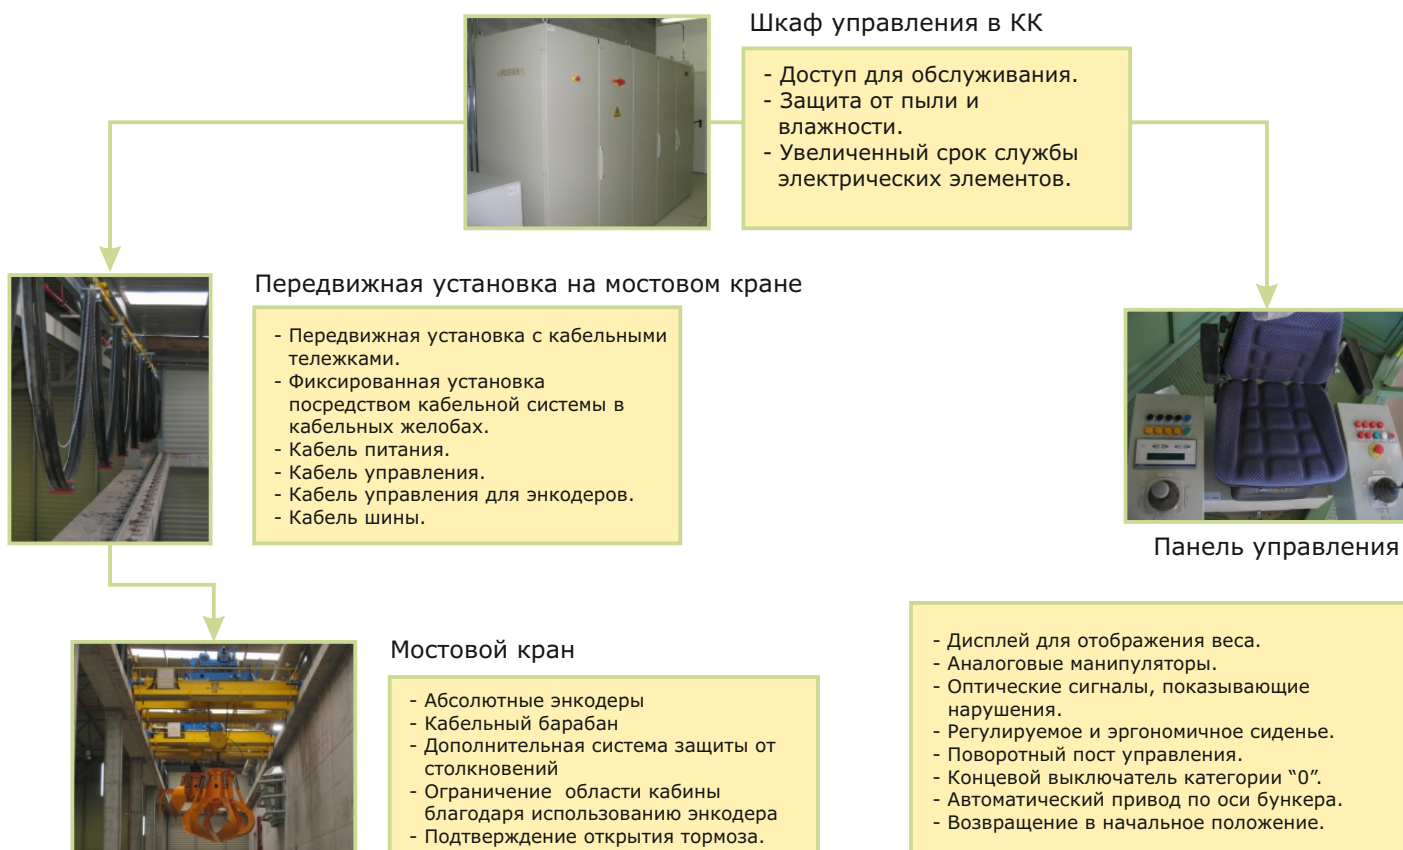 Шкаф управления в КК
- Доступ для обслуживания.
- Защита от пыли и
влажности.
- Увеличенный срок службы
электрических элементов.
Передвижная установка на мостовом кране
- Передвижная установка с кабельными
тележками.
- Фиксированная установка
посредством кабельной системы в
кабельных желобах.
- Кабель питания.
- Кабель управления.
- Кабель управления для энкодеров.
- Кабель шины.
Панель управления
Мостовой кран
- Абсолютные энкодеры
- Кабельный барабан
- Дополнительная система защиты от
столкновений
- Ограничение области кабины
благодаря использованию энкодера
- Подтверждение открытия тормоза.
- Дисплей для отображения веса.
- Аналоговые манипуляторы.
- Оптические сигналы, показывающие
нарушения.
- Регулируемое и эргономичное сиденье.
- Поворотный пост управления.
- Концевой выключатель категории “0”.
- Автоматический привод по оси бункера.
- Возвращение в начальное положение.